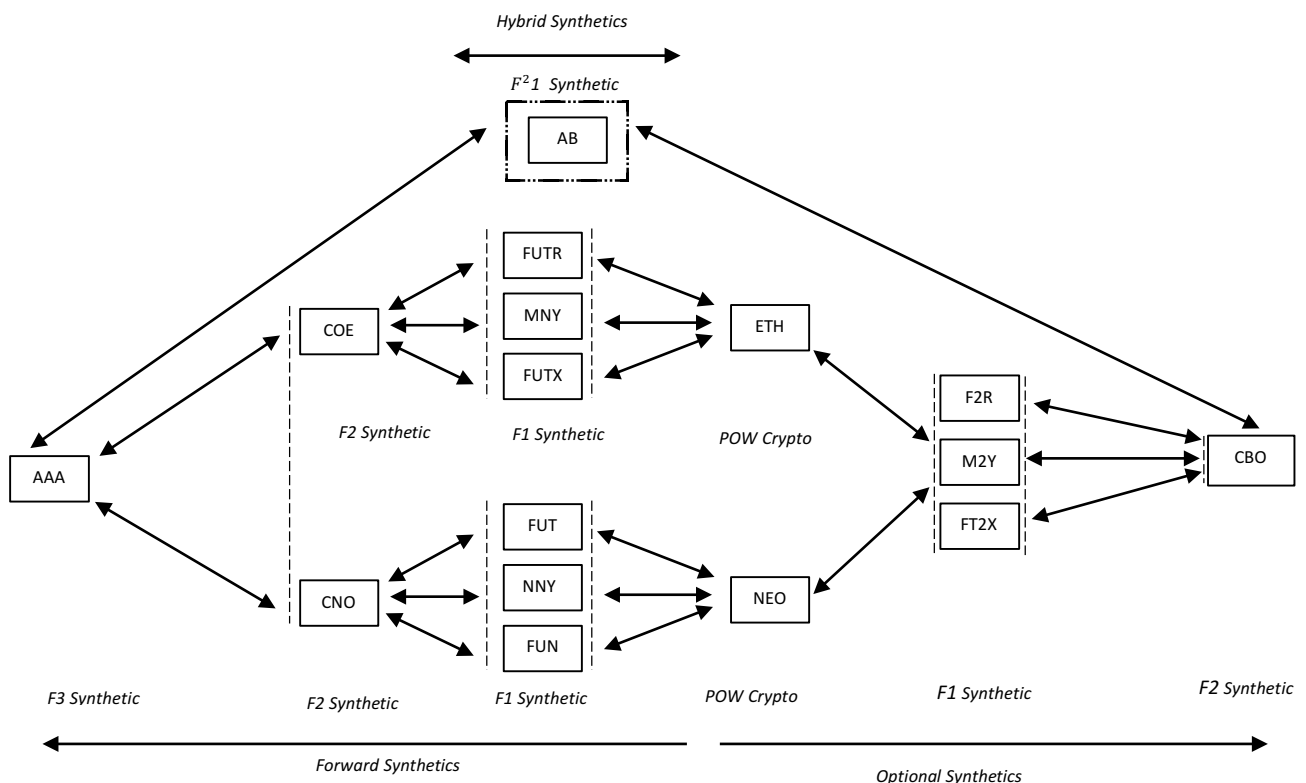 Hybrid Synthetics
F²1 Synthetic
AB
FUTR
MNY
FUTX
COE
ETH
F2R
M2Y
FT2X
CBO
F2 Synthetic
F1 Synthetic
POW Crypto
AAA
FUT
NNY
FUN
CNO
NEO
F3 Synthetic
F2 Synthetic
F1 Synthetic
POW Crypto
F1 Synthetic
F2 Synthetic
Forward Synthetics
Optional Synthetics